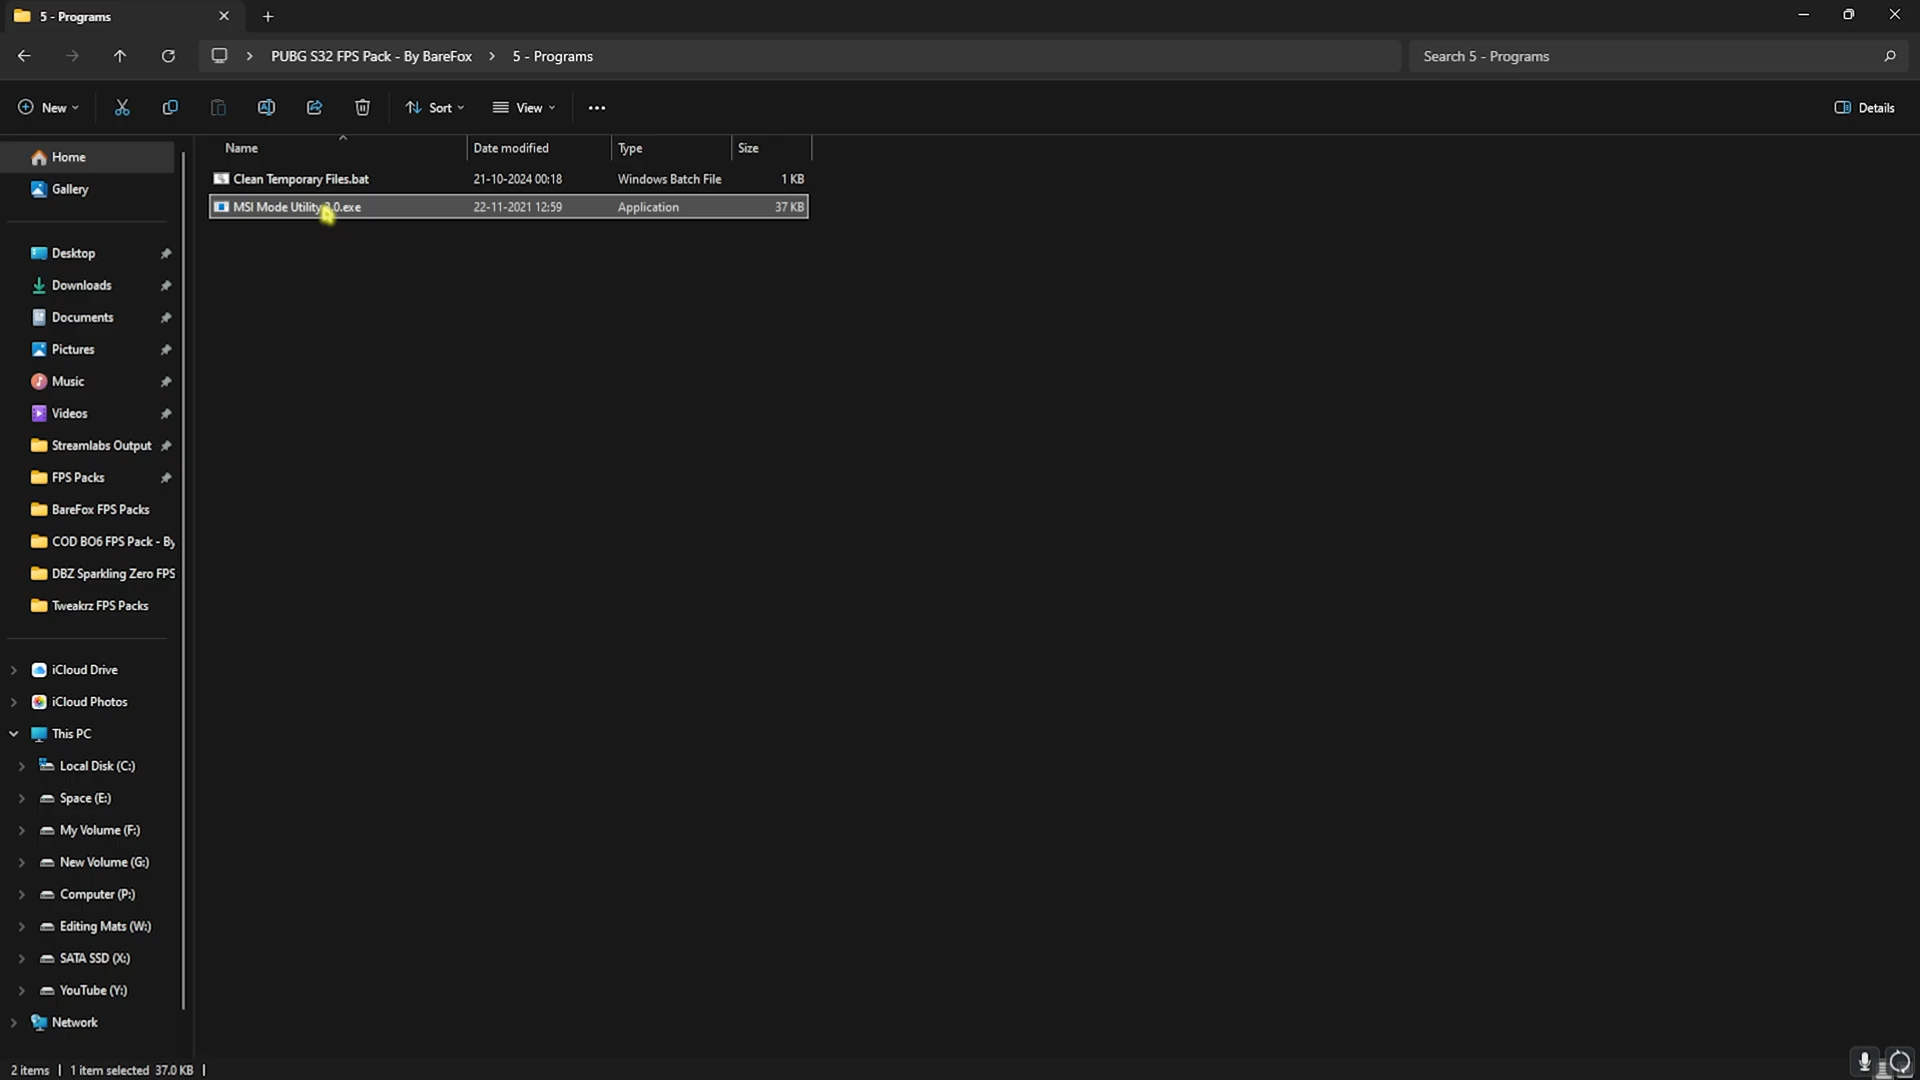 5 - Programs
PUBG S32 FPS Pack - By BareFox > 5 - Programs
Search 5 - Programs
New
Sort
View
Details
Name Date modified Type Size
Clean Temporary Files.bat 21-10-2024 00:18 Windows Batch File 1 KB
MSI Mode Utility 22-11-2021 12:59 Application 37 KB
Home
Gallery
Desktop
Downloads
Documents
Pictures
Music
Videos
Streamlabs Output
FPS Packs
BareFox FPS Packs
COD BO6 FPS Pack - By
DBZ Sparkling Zero FPS
Tweakrz FPS Packs
iCloud Drive
iCloud Photos
This PC
Local Disk (C:)
Space (E:)
My Volume (F:)
New Volume (G:)
Computer (P:)
Editing Mats (W:)
SATA SSD (X:)
YouTube (Y:)
Network
2 items | 1 item selected 37.0 KB |